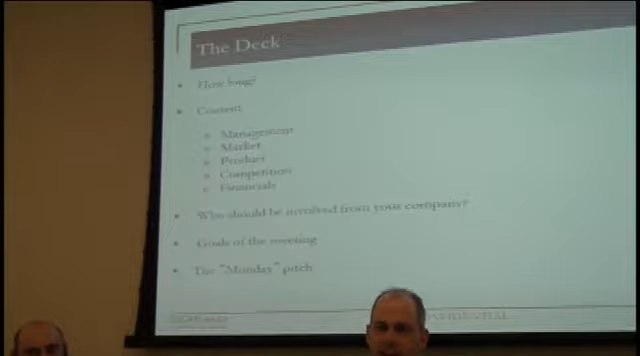 The Deck
• How long?
• Content
Management
Market
Product
Competition
Financials
• Who should be involved from your company?
• Goals of the meeting
• The "Monday" pitch